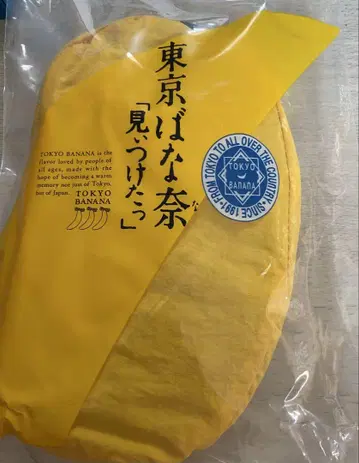 東京ばな奈
な
「見ぃつけたっ」
TOKYO BANANA is the
flavor loved by people of
all ages, made with the
hope of becoming a warm
memory not just of Tokyo,
but of Japan. TOKYO
BANANA
FROM TOKYO TO ALL OVER THE COUNTRY • SINCE 1991 •
TOKYO
BANANA